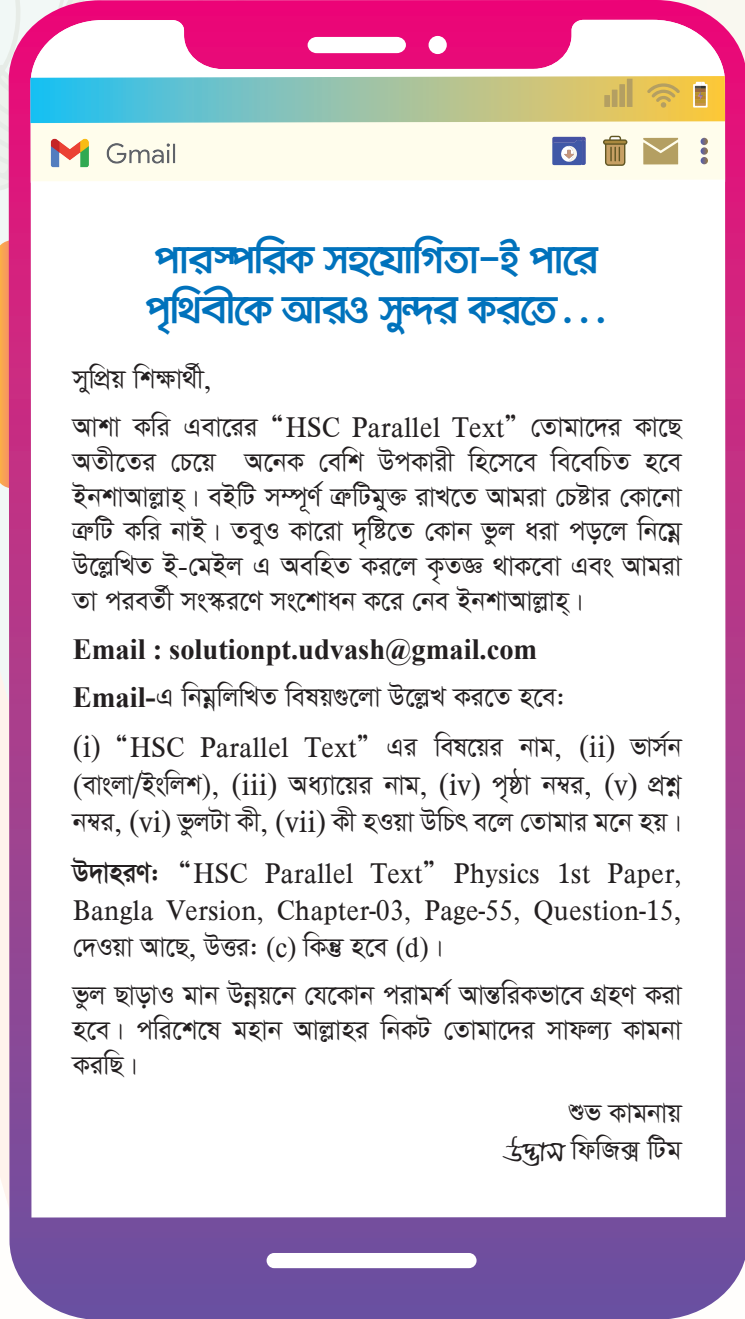 Gmail
পারস্পরিক সহযোগিতা-ই পারে
পৃথিবীকে আরও সুন্দর করতে...
সুপ্রিয় শিক্ষার্থী,
আশা করি এবারের “HSC Parallel Text” তোমাদের কাছে
অতীতের চেয়ে অনেক বেশি উপকারী হিসেবে বিবেচিত হবে
ইনশাআল্লাহ্। বইটি সম্পূর্ণ ত্রুটিমুক্ত রাখতে আমরা চেষ্টার কোনো
ত্রুটি করি নাই। তবুও কারো দৃষ্টিতে কোন ভুল ধরা পড়লে নিম্নে
উল্লেখিত ই-মেইল এ অবহিত করলে কৃতজ্ঞ থাকবো এবং আমরা
তা পরবর্তী সংস্করণে সংশোধন করে নেব ইনশাআল্লাহ্।
Email : solutionpt.udvash@gmail.com
Email-এ নিম্নলিখিত বিষয়গুলো উল্লেখ করতে হবে:
(i) “HSC Parallel Text” এর বিষয়ের নাম, (ii) ভার্সন
(বাংলা/ইংলিশ), (iii) অধ্যায়ের নাম, (iv) পৃষ্ঠা নম্বর, (v) প্রশ্ন
নম্বর, (vi) ভুলটা কী, (vii) কী হওয়া উচিৎ বলে তোমার মনে হয়।
উদাহরণ: “HSC Parallel Text” Physics 1st Paper,
Bangla Version, Chapter-03, Page-55, Question-15,
দেওয়া আছে, উত্তর: (c) কিন্তু হবে (d)।
ভুল ছাড়াও মান উন্নয়নে যেকোন পরামর্শ আন্তরিকভাবে গ্রহণ করা
হবে। পরিশেষে মহান আল্লাহর নিকট তোমাদের সাফল্য কামনা
করছি।
শুভ কামনায়
উদ্ভাস ফিজিক্স টিম